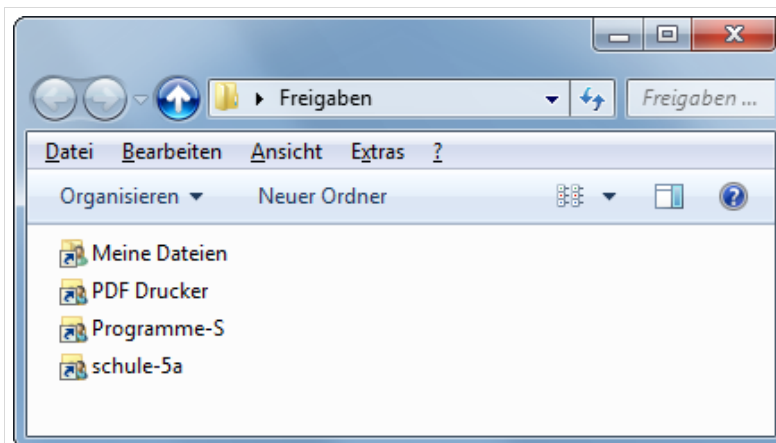 Freigaben Freigaben ...
Datei Bearbeiten Ansicht Extras ?
Organisieren Neuer Ordner
Meine Dateien
PDF Drucker
Programme-S
schule-5a